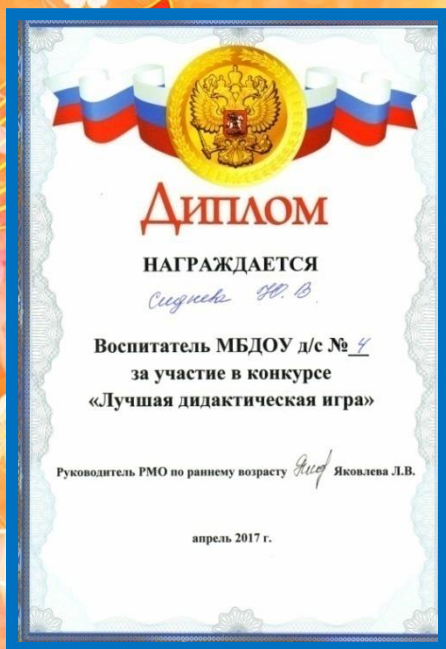 Диплом
НАГРАЖДАЕТСЯ
Сиднева Ю. В.
Воспитатель МБДОУ д/с № 4
за участие в конкурсе
«Лучшая дидактическая игра»
Руководитель РМО по раннему возрасту Яковлева Л.В.
апрель 2017 г.